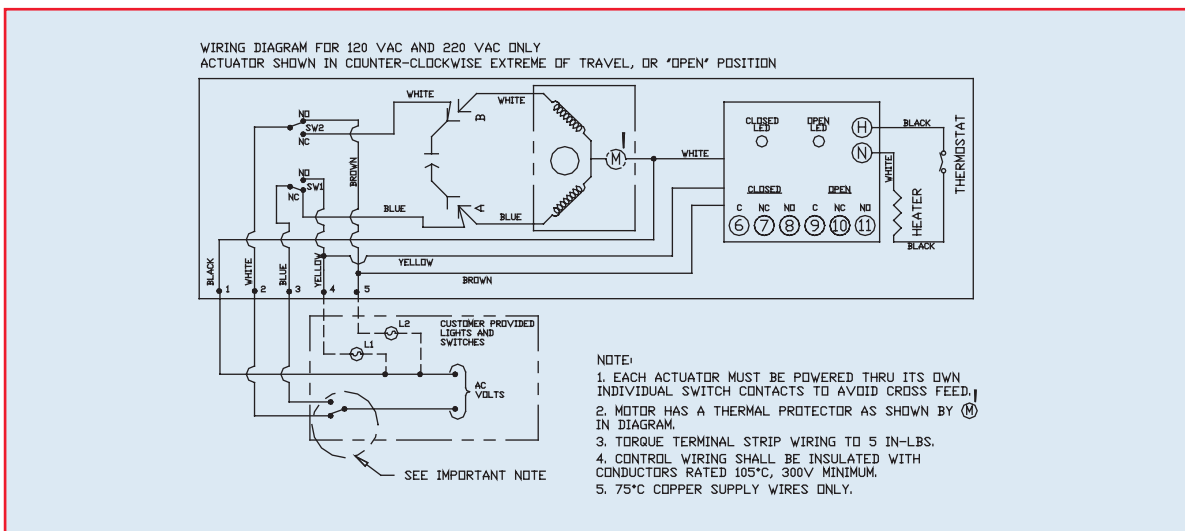 WIRING DIAGRAM FOR 120 VAC AND 220 VAC ONLY
ACTUATOR SHOWN IN COUNTER-CLOCKWISE EXTREME OF TRAVEL, OR "OPEN" POSITION
WHITE
NO
SW2
NC
BROWN
NO
SW1
NC
BLUE
WHITE
B
A
BLUE
M
!
WHITE
CLOSED
LED
OPEN
LED
H
N
BLACK
WHITE
HEATER
BLACK
THERMOSTAT
CLOSED
OPEN
C NC NO C NC NO
6 7 8 9 10 11
YELLOW
BROWN
BLACK
WHITE
BLUE
YELLOW
1 2 3 4 5
L2
L1
CUSTOMER PROVIDED
LIGHTS AND
SWITCHES
AC
VOLTS
SEE IMPORTANT NOTE
NOTE:
1. EACH ACTUATOR MUST BE POWERED THRU ITS OWN
INDIVIDUAL SWITCH CONTACTS TO AVOID CROSS FEED.
2. MOTOR HAS A THERMAL PROTECTOR AS SHOWN BY M !
IN DIAGRAM.
3. TORQUE TERMINAL STRIP WIRING TO 5 IN-LBS.
4. CONTROL WIRING SHALL BE INSULATED WITH
CONDUCTORS RATED 105°C, 300V MINIMUM.
5. 75°C COPPER SUPPLY WIRES ONLY.